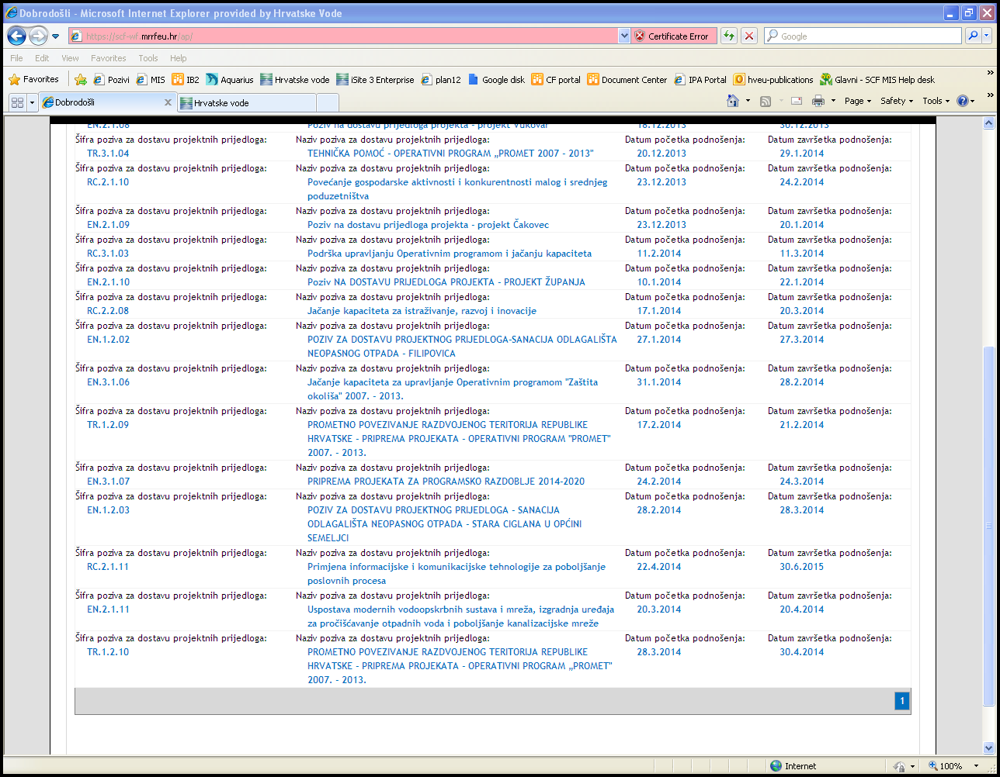 Dobrodošli - Microsoft Internet Explorer provided by Hrvatske Vode
https://scf-wf.mrrfeu.hr/ap/ Certificate Error Google
File Edit View Favorites Tools Help
Favorites Pozivi MIS IB2 Aquarius Hrvatske vode iSite 3 Enterprise plan12 Google disk CF portal Document Center IPA Portal hveu-publications Glavni - SCF MIS Help desk
Dobrodošli Hrvatske vode Page Safety Tools
EN.2.1.08 Poziv na dostavu prijedloga projekta - projekt Vukovar 18.12.2013 30.12.2013
Šifra poziva za dostavu projektnih prijedloga: Naziv poziva za dostavu projektnih prijedloga: Datum početka podnošenja: Datum završetka podnošenja:
TR.3.1.04 TEHNIČKA POMOĆ - OPERATIVNI PROGRAM „PROMET 2007 - 2013" 20.12.2013 29.1.2014
Šifra poziva za dostavu projektnih prijedloga: Naziv poziva za dostavu projektnih prijedloga: Datum početka podnošenja: Datum završetka podnošenja:
RC.2.1.10 Povećanje gospodarske aktivnosti i konkurentnosti malog i srednjeg 23.12.2013 24.2.2014
poduzetništva
Šifra poziva za dostavu projektnih prijedloga: Naziv poziva za dostavu projektnih prijedloga: Datum početka podnošenja: Datum završetka podnošenja:
EN.2.1.09 Poziv na dostavu prijedloga projekta - projekt Čakovec 23.12.2013 20.1.2014
Šifra poziva za dostavu projektnih prijedloga: Naziv poziva za dostavu projektnih prijedloga: Datum početka podnošenja: Datum završetka podnošenja:
RC.3.1.03 Podrška upravljanju Operativnim programom i jačanju kapaciteta 11.2.2014 11.3.2014
Šifra poziva za dostavu projektnih prijedloga: Naziv poziva za dostavu projektnih prijedloga: Datum početka podnošenja: Datum završetka podnošenja:
EN.2.1.10 Poziv NA DOSTAVU PRIJEDLOGA PROJEKTA - PROJEKT ŽUPANJA 10.1.2014 22.1.2014
Šifra poziva za dostavu projektnih prijedloga: Naziv poziva za dostavu projektnih prijedloga: Datum početka podnošenja: Datum završetka podnošenja:
RC.2.2.08 Jačanje kapaciteta za istraživanje, razvoj i inovacije 17.1.2014 20.3.2014
Šifra poziva za dostavu projektnih prijedloga: Naziv poziva za dostavu projektnih prijedloga: Datum početka podnošenja: Datum završetka podnošenja:
EN.1.2.02 POZIV ZA DOSTAVU PROJEKTNOG PRIJEDLOGA-SANACIJA ODLAGALIŠTA 27.1.2014 27.3.2014
NEOPASNOG OTPADA - FILIPOVICA
Šifra poziva za dostavu projektnih prijedloga: Naziv poziva za dostavu projektnih prijedloga: Datum početka podnošenja: Datum završetka podnošenja:
EN.3.1.06 Jačanje kapaciteta za upravljanje Operativnim programom "Zaštita 31.1.2014 28.2.2014
okoliša" 2007. - 2013.
Šifra poziva za dostavu projektnih prijedloga: Naziv poziva za dostavu projektnih prijedloga: Datum početka podnošenja: Datum završetka podnošenja:
TR.1.2.09 PROMETNO POVEZIVANJE RAZDVOJENOG TERITORIJA REPUBLIKE 17.2.2014 21.2.2014
HRVATSKE - PRIPREMA PROJEKATA - OPERATIVNI PROGRAM "PROMET"
2007. - 2013.
Šifra poziva za dostavu projektnih prijedloga: Naziv poziva za dostavu projektnih prijedloga: Datum početka podnošenja: Datum završetka podnošenja:
EN.3.1.07 PRIPREMA PROJEKATA ZA PROGRAMSKO RAZDOBLJE 2014-2020 24.2.2014 24.3.2014
Šifra poziva za dostavu projektnih prijedloga: Naziv poziva za dostavu projektnih prijedloga: Datum početka podnošenja: Datum završetka podnošenja:
EN.1.2.03 POZIV ZA DOSTAVU PROJEKTNOG PRIJEDLOGA - SANACIJA 28.2.2014 28.3.2014
ODLAGALIŠTA NEOPASNOG OTPADA - STARA CIGLANA U OPĆINI
SEMELJCI
Šifra poziva za dostavu projektnih prijedloga: Naziv poziva za dostavu projektnih prijedloga: Datum početka podnošenja: Datum završetka podnošenja:
RC.2.1.11 Primjena informacijske i komunikacijske tehnologije za poboljšanje 22.4.2014 30.6.2015
poslovnih procesa
Šifra poziva za dostavu projektnih prijedloga: Naziv poziva za dostavu projektnih prijedloga: Datum početka podnošenja: Datum završetka podnošenja:
EN.2.1.11 Uspostava modernih vodoopskrbnih sustava i mreža, izgradnja uređaja 20.3.2014 20.4.2014
za pročišćavanje otpadnih voda i poboljšanje kanalizacijske mreže
Šifra poziva za dostavu projektnih prijedloga: Naziv poziva za dostavu projektnih prijedloga: Datum početka podnošenja: Datum završetka podnošenja:
TR.1.2.10 PROMETNO POVEZIVANJE RAZDVOJENOG TERITORIJA REPUBLIKE 28.3.2014 30.4.2014
HRVATSKE - PRIPREMA PROJEKATA - OPERATIVNI PROGRAM „PROMET"
2007. - 2013.
1
Internet 100%